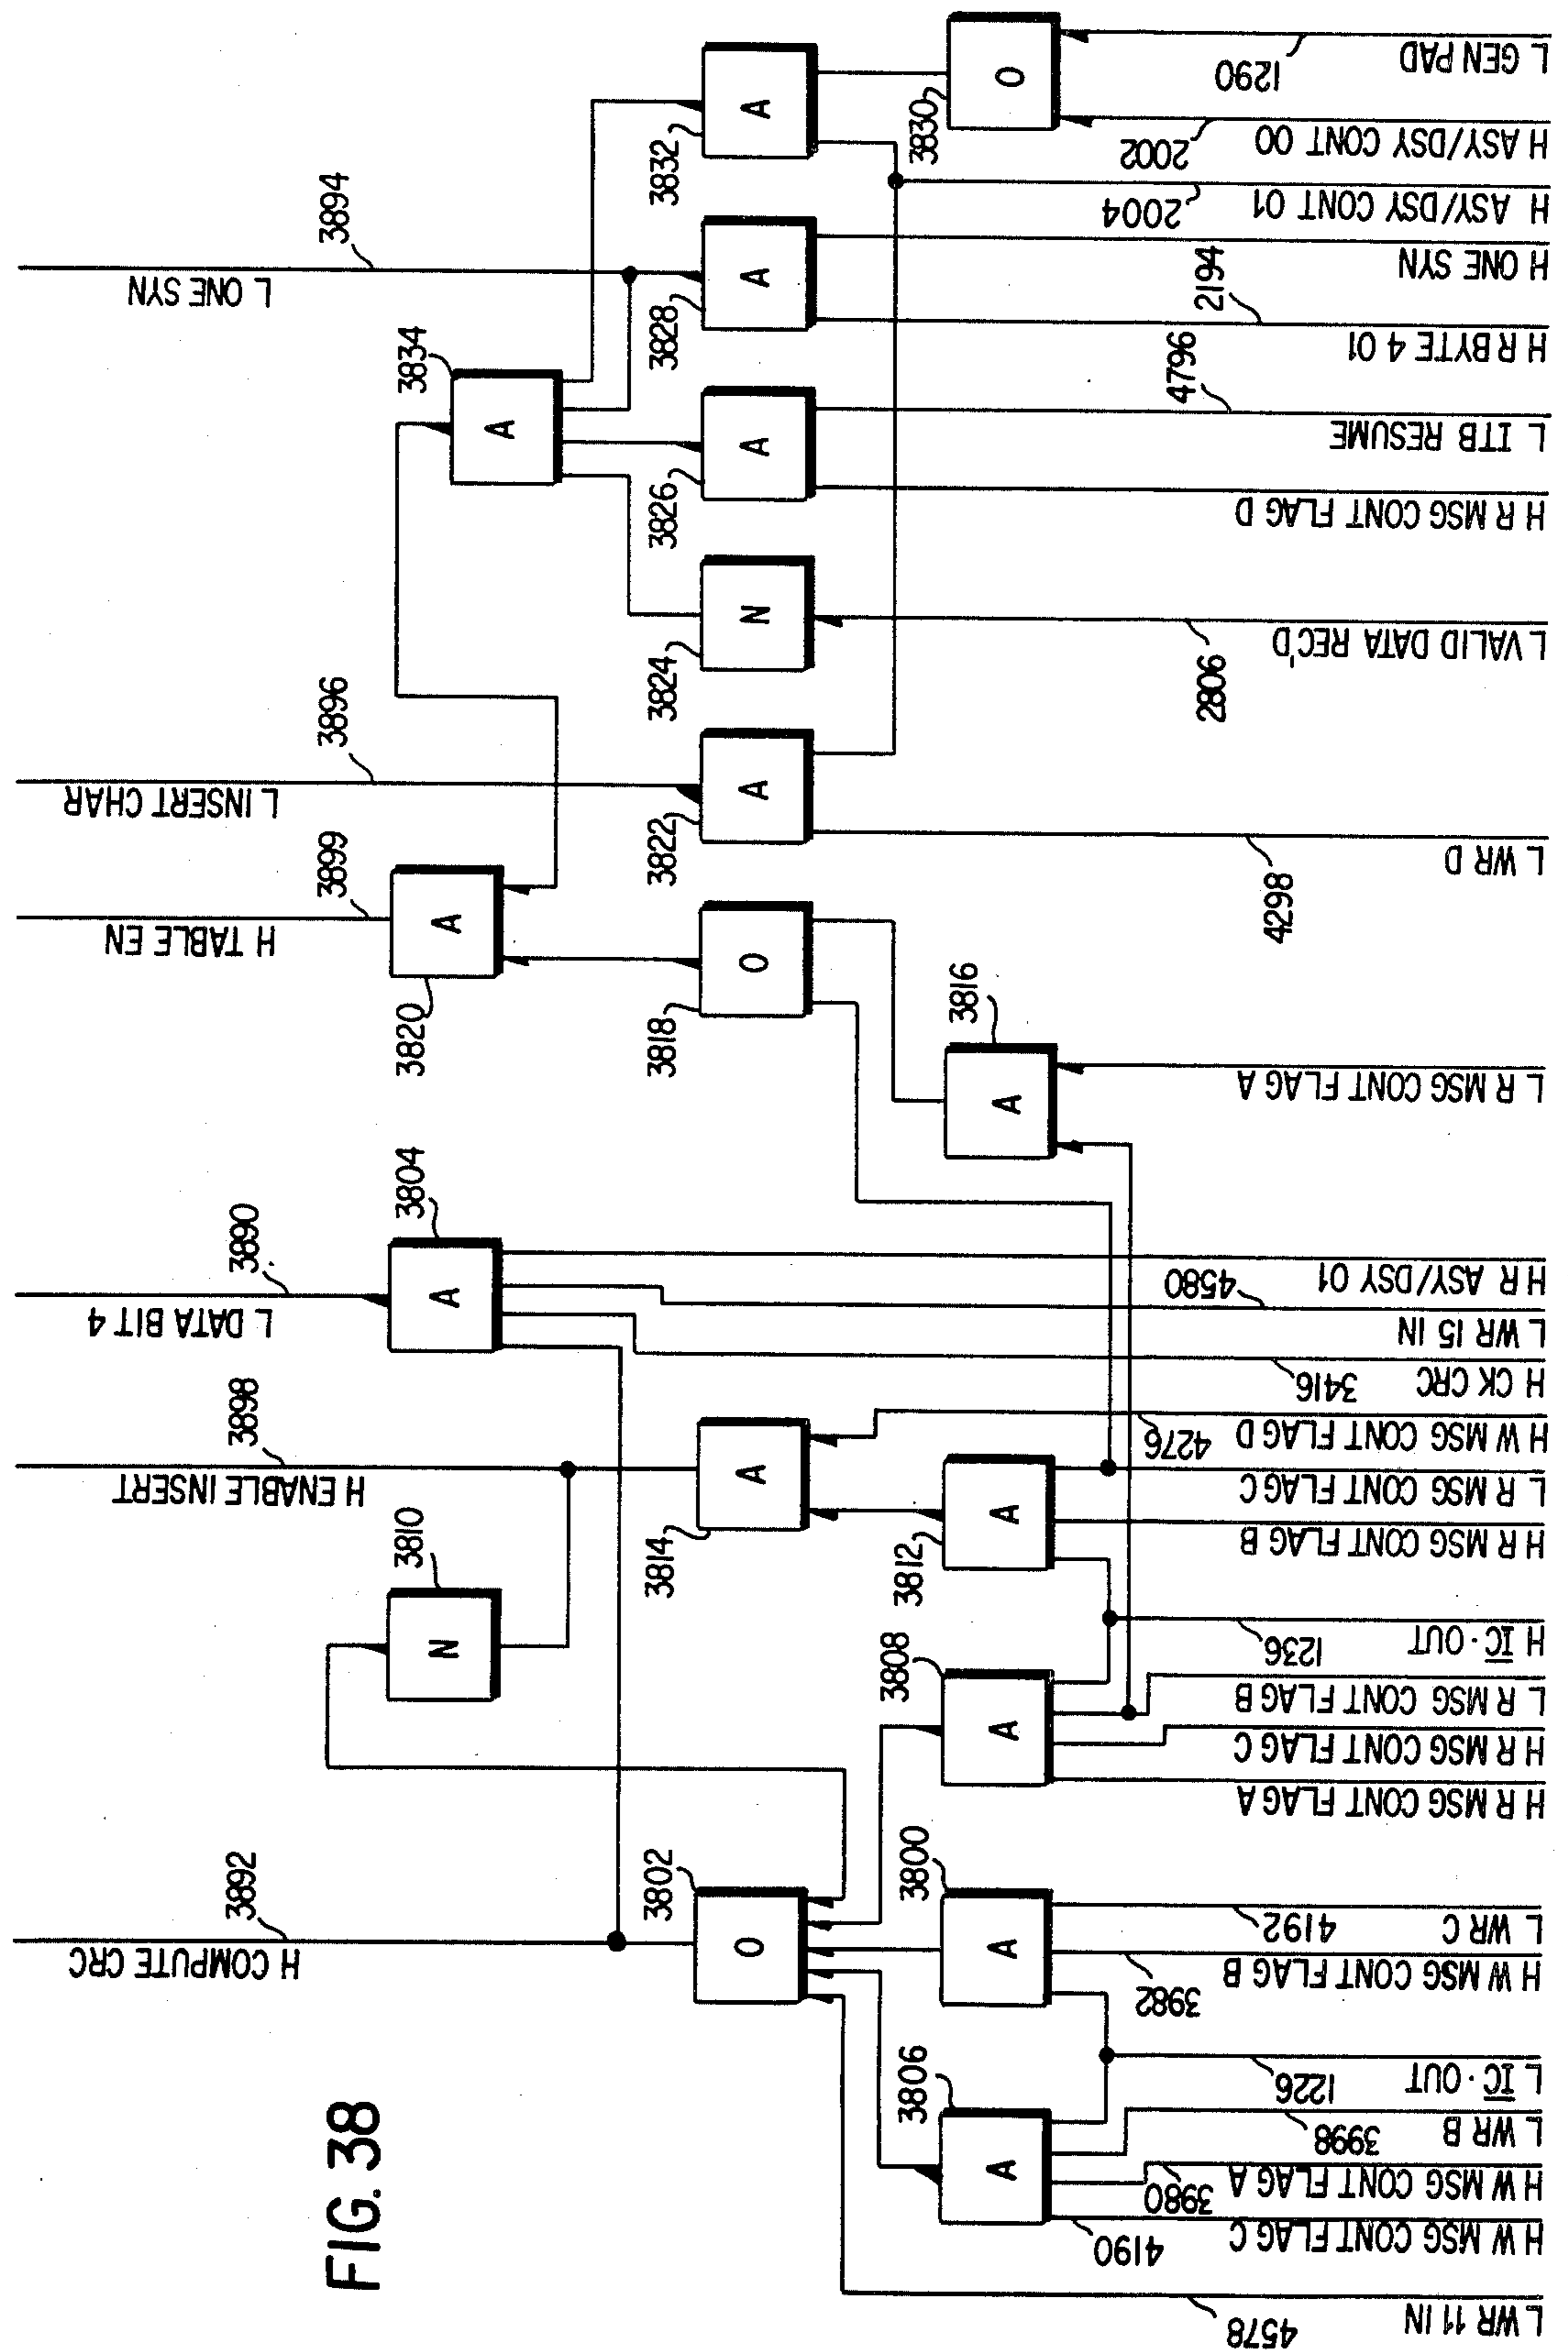 FIG. 38
H COMPUTE CRC
3892
H ENABLE INSERT
3898
L DATA BIT 4
3890
H TABLE EN
3899
L INSERT CHAR
3896
L ONE SYN
3894
N
3810
A
3804
A
3820
A
3834
O
3802
A
3814
O
3818
A
3822
N
3824
A
3826
A
3828
A
3832
A
3806
A
3800
A
3808
A
3812
A
3816
O
3830
4578
L WR 11 IN
4190
H W MSG CONT FLAG C
3980
H W MSG CONT FLAG A
3998
L WR B
1226
L IC · OUT
3982
H W MSG CONT FLAG B
4192
L WR C
H R MSG CONT FLAG A
H R MSG CONT FLAG C
L R MSG CONT FLAG B
1236
H IC · OUT
H R MSG CONT FLAG B
L R MSG CONT FLAG C
4276
H W MSG CONT FLAG D
3416
H CK CRC
4580
L WR 15 IN
H R ASY/DSY 01
L R MSG CONT FLAG A
4298
L WR D
2806
L VALID DATA REC'D
H R MSG CONT FLAG D
4796
L ITB RESUME
2194
H R BYTE 4 01
H ONE SYN
2004
H ASY/DSY CONT 01
2002
H ASY/DSY CONT 00
1290
L GEN PAD